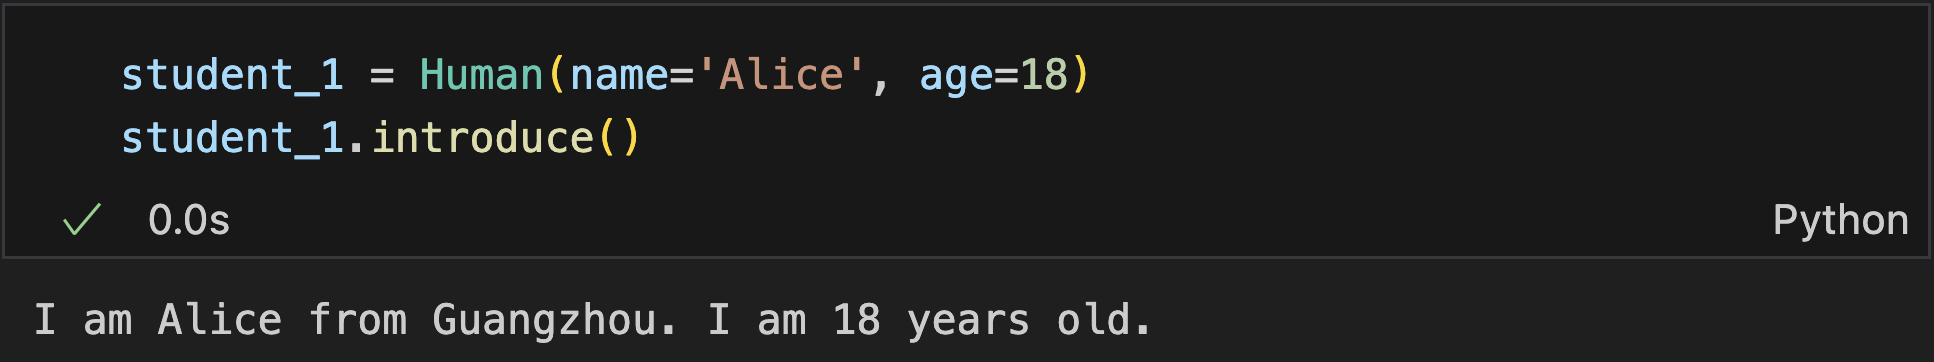 student_1 = Human(name='Alice', age=18)
student_1.introduce()
✓ 0.0s Python
I am Alice from Guangzhou. I am 18 years old.